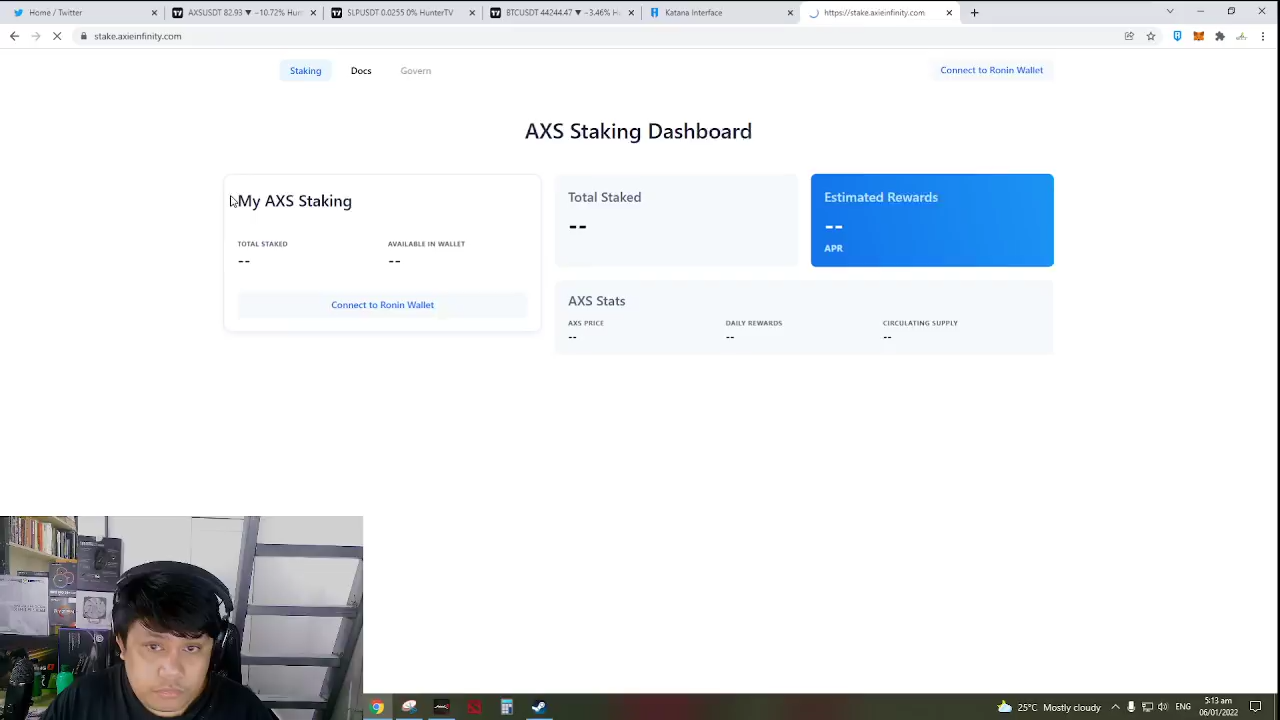 Home / Twitter
AXSUSDT 82.93 ▼ −10.72% Hun
SLPUSDT 0.0255 0% HunterTV
BTCUSDT 44244.47 ▼ −3.46% H
Katana Interface
https://stake.axieinfinity.com
stake.axieinfinity.com
Staking
Docs
Govern
Connect to Ronin Wallet
AXS Staking Dashboard
My AXS Staking
TOTAL STAKED
--
AVAILABLE IN WALLET
--
Connect to Ronin Wallet
Total Staked
--
Estimated Rewards
--
APR
AXS Stats
AXS PRICE
--
DAILY REWARDS
--
CIRCULATING SUPPLY
--
25°C Mostly cloudy
ENG
5:13 am
06/01/2022